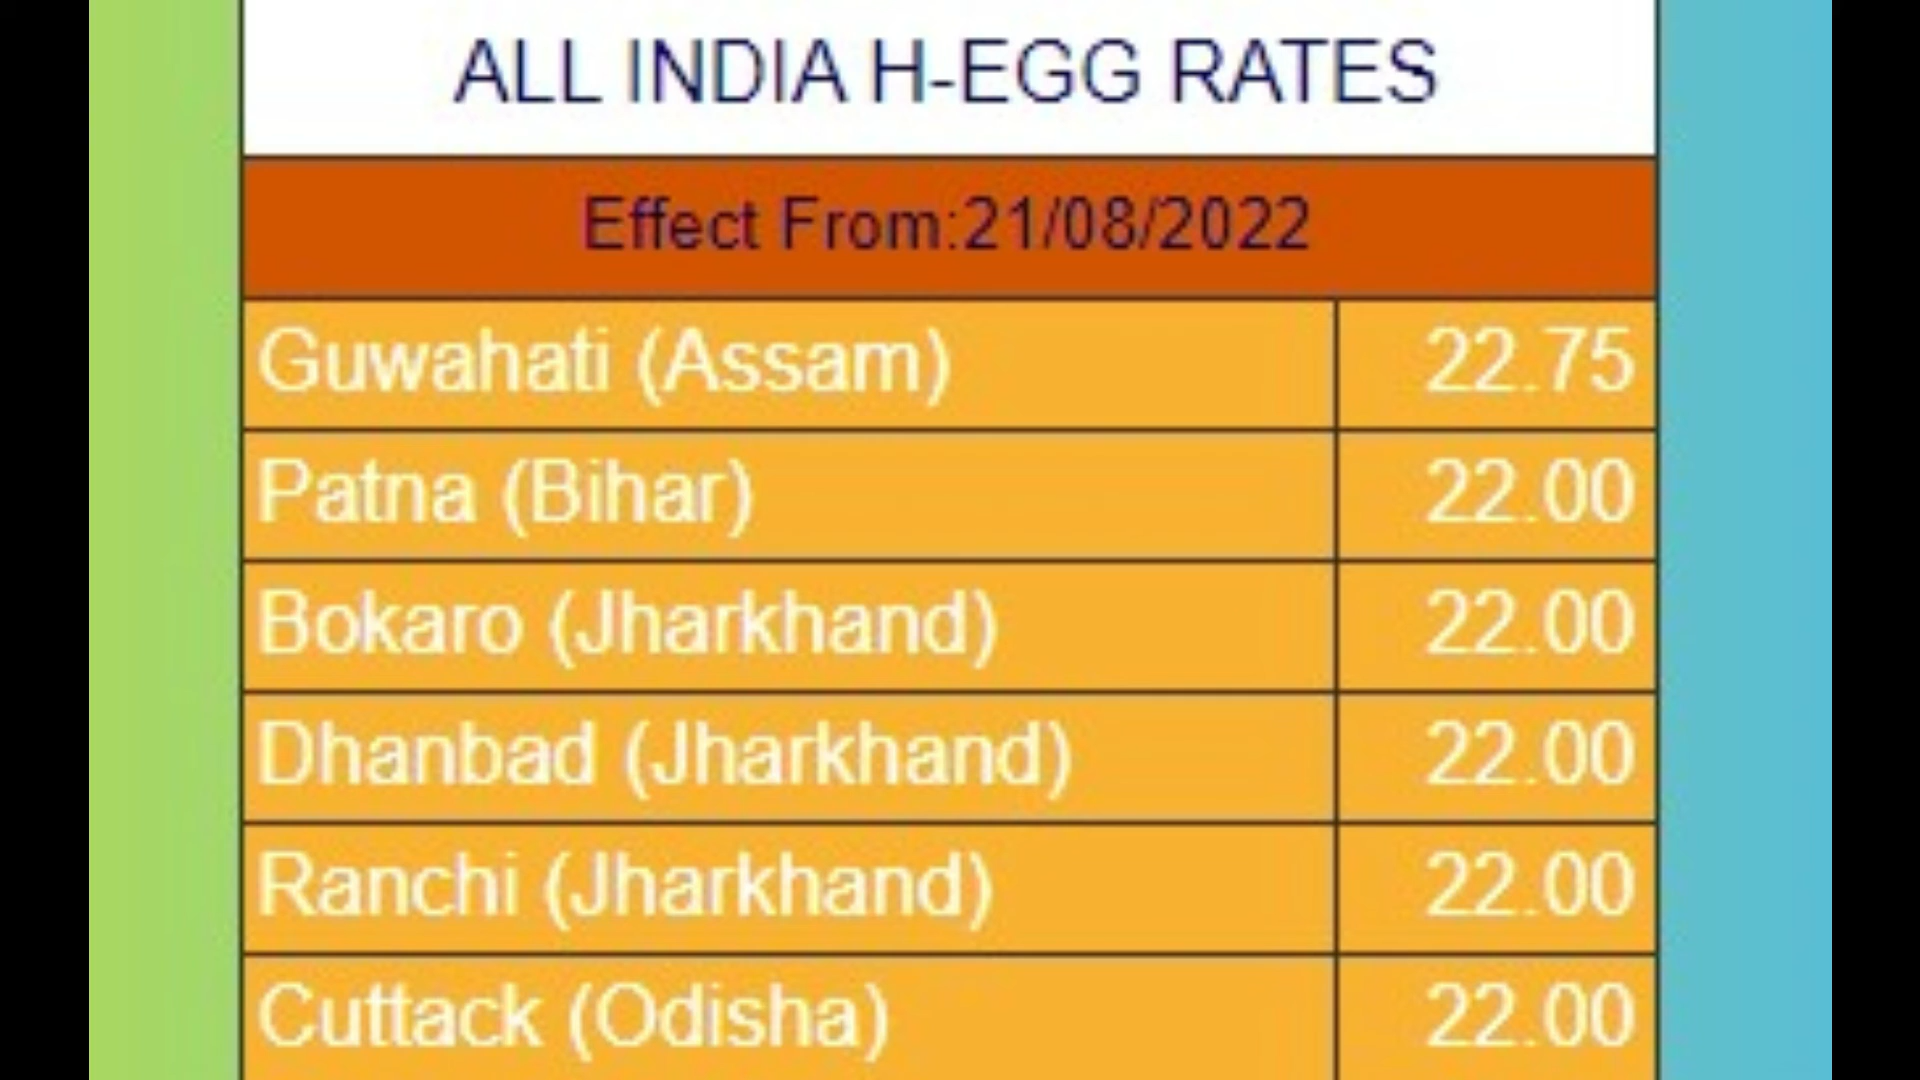 ALL INDIA H-EGG RATES
Effect From:21/08/2022
Guwahati (Assam) 22.75
Patna (Bihar) 22.00
Bokaro (Jharkhand) 22.00
Dhanbad (Jharkhand) 22.00
Ranchi (Jharkhand) 22.00
Cuttack (Odisha) 22.00